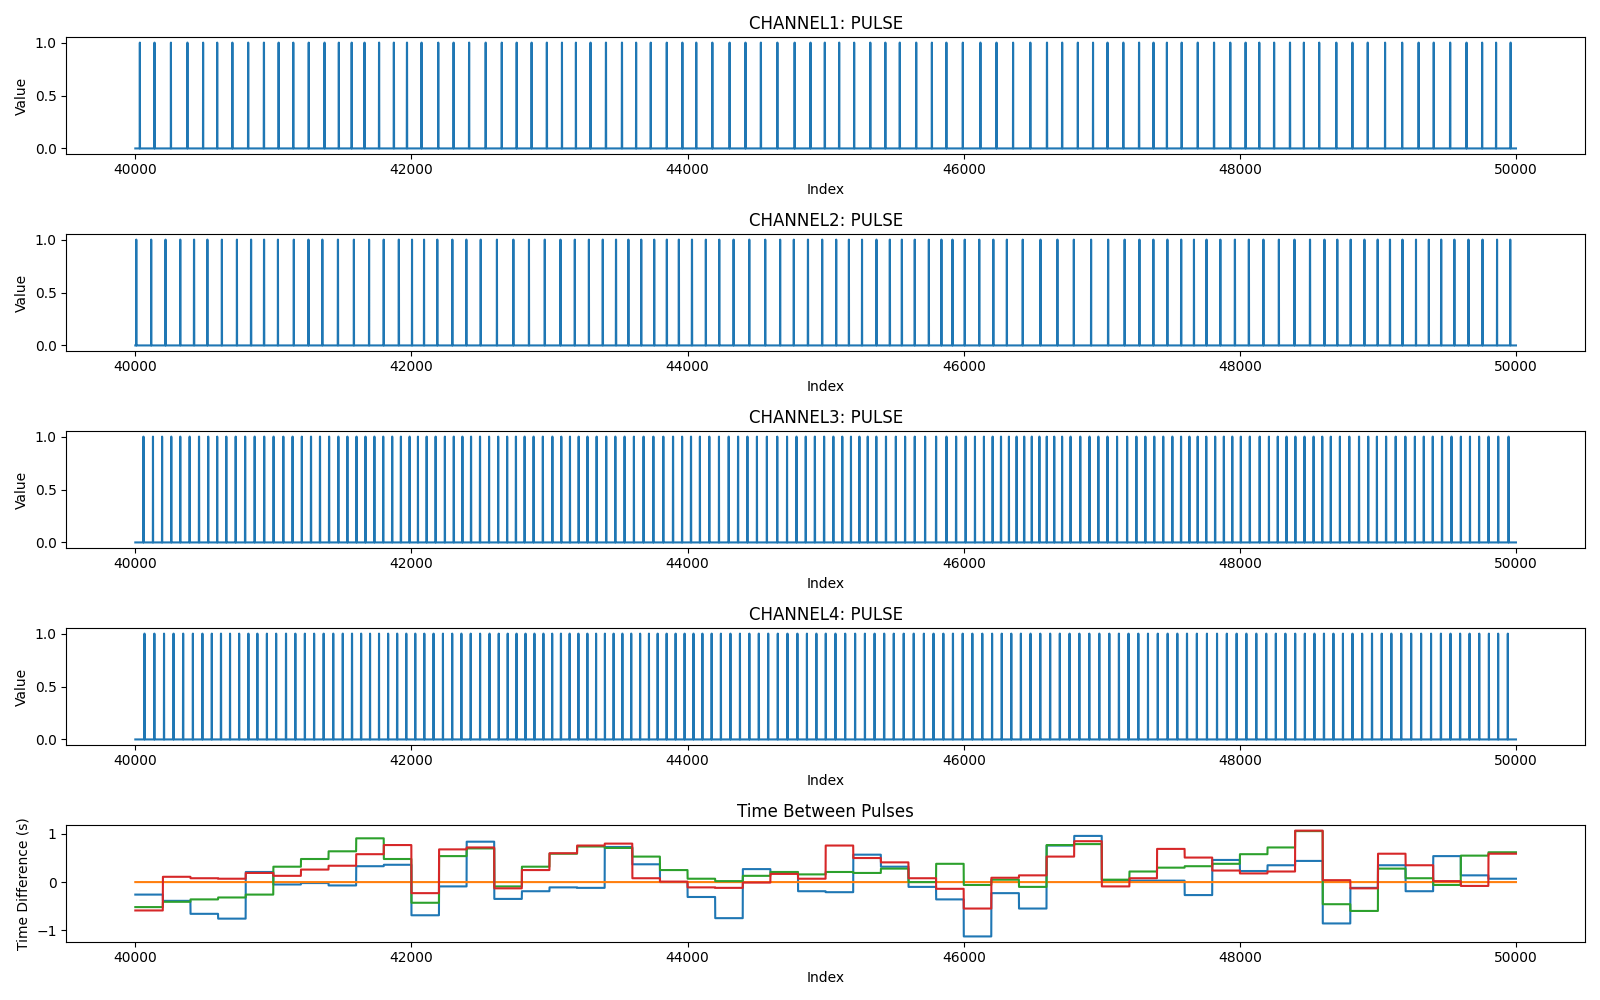 CHANNEL1: PULSE
Value
1.0
0.5
0.0
40000 42000 44000 46000 48000 50000
Index
CHANNEL2: PULSE
Value
1.0
0.5
0.0
40000 42000 44000 46000 48000 50000
Index
CHANNEL3: PULSE
Value
1.0
0.5
0.0
40000 42000 44000 46000 48000 50000
Index
CHANNEL4: PULSE
Value
1.0
0.5
0.0
40000 42000 44000 46000 48000 50000
Index
Time Between Pulses
Time Difference (s)
1
0
−1
40000 42000 44000 46000 48000 50000
Index